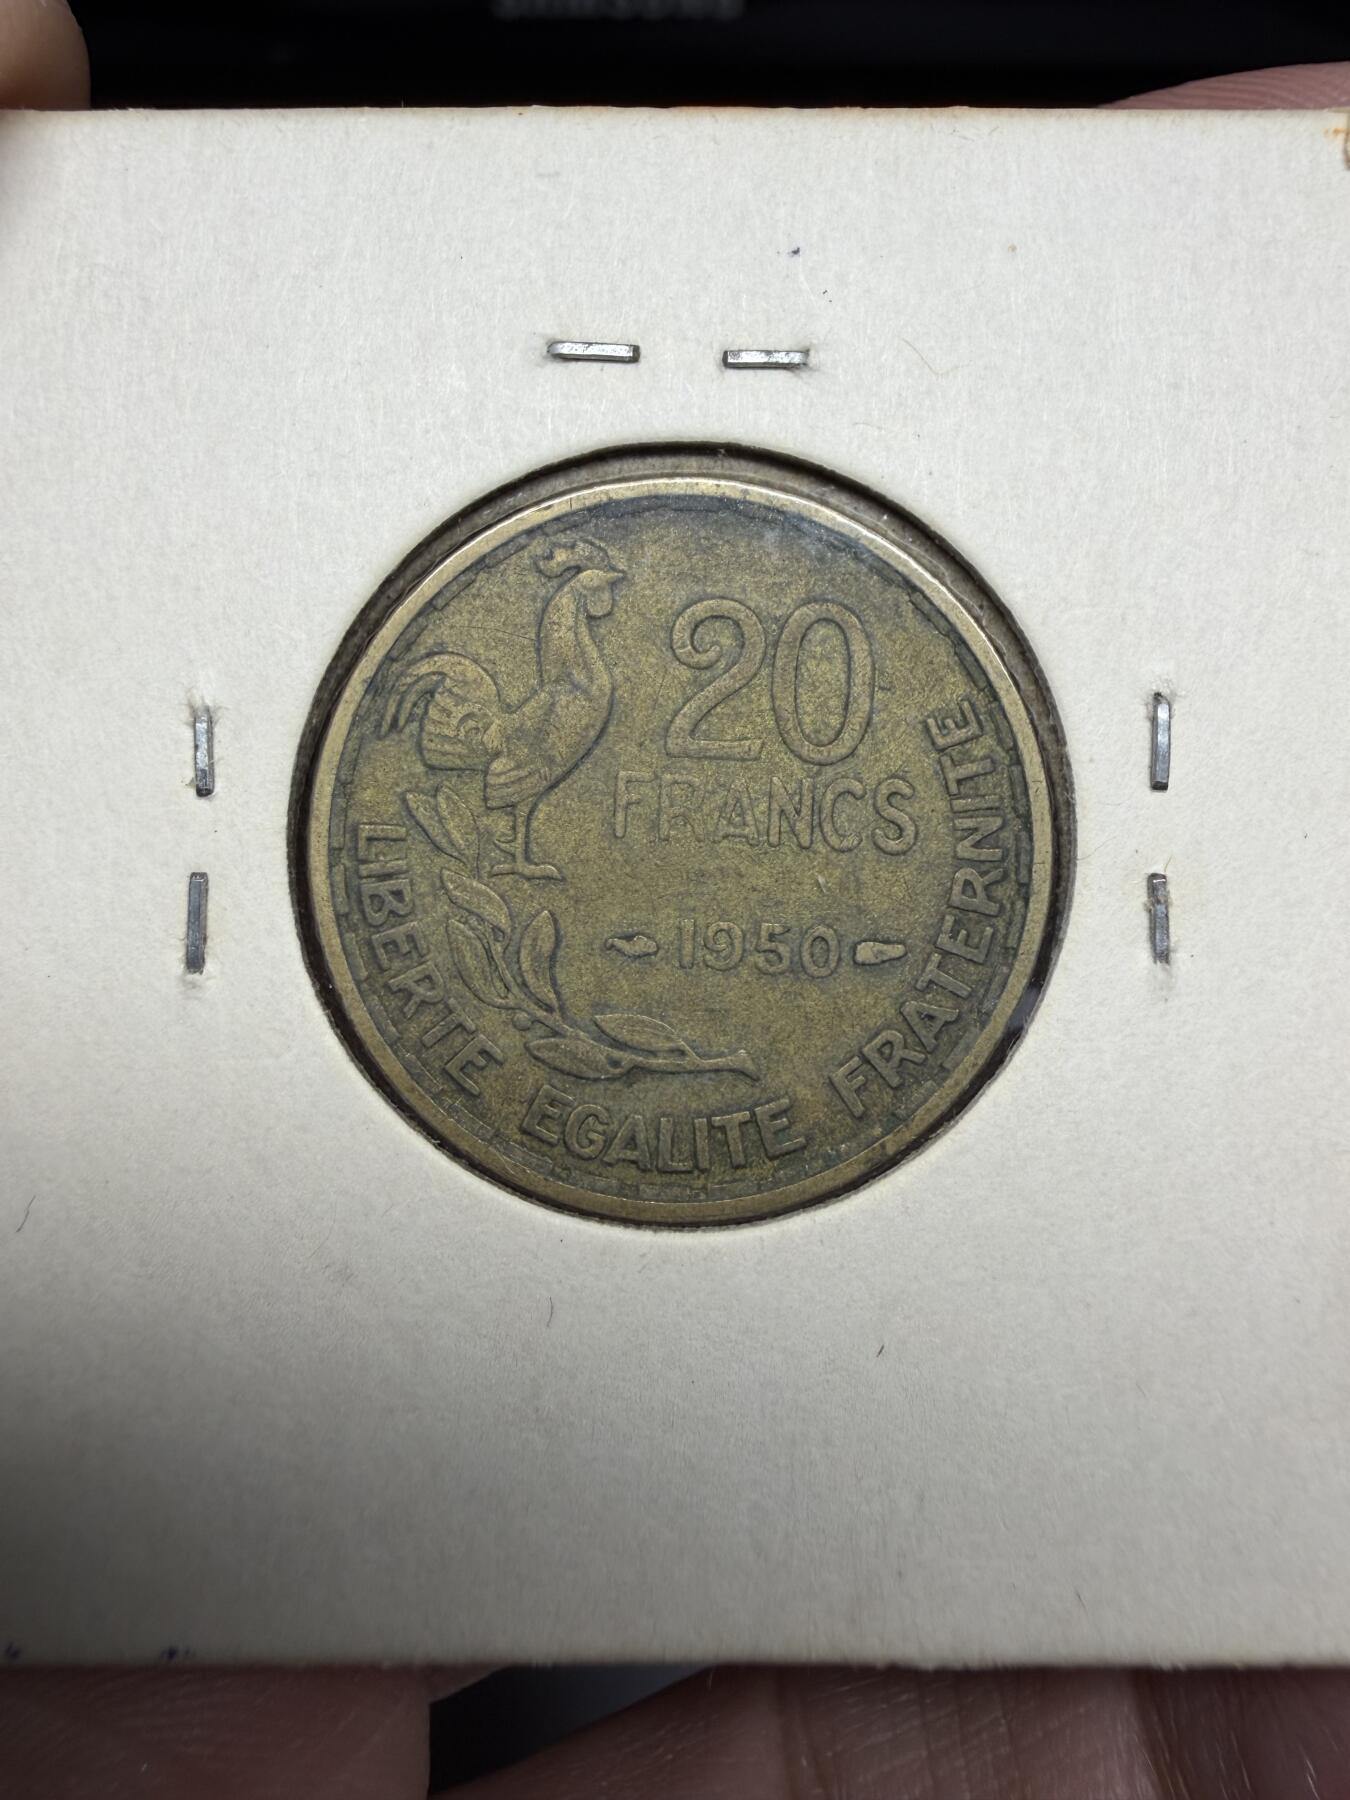 20
FRANCS
1950
LIBERTE EGALITE FRATERNITE